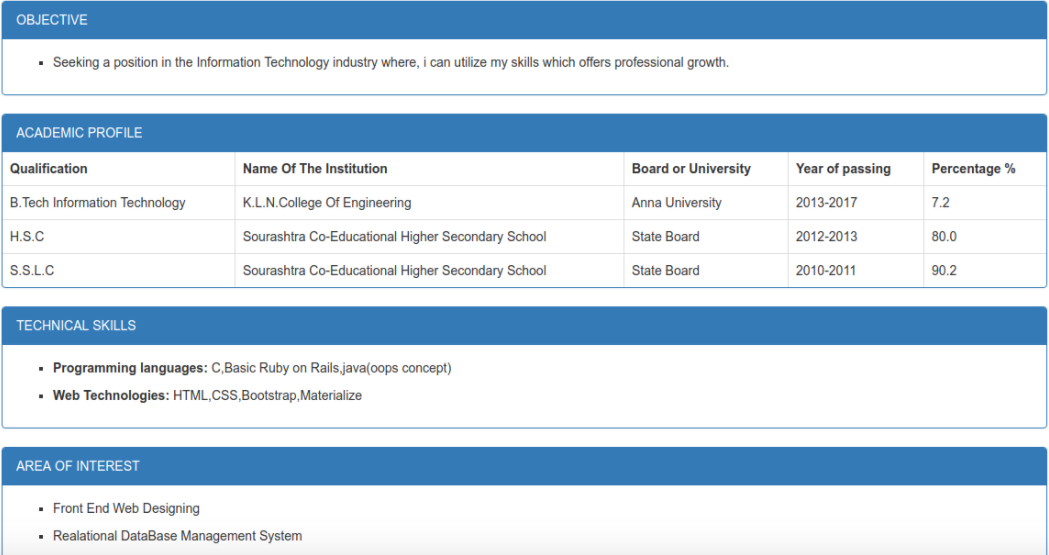 OBJECTIVE
Seeking a position in the Information Technology industry where, i can utilize my skills which offers professional growth.
ACADEMIC PROFILE
Qualification Name Of The Institution Board or University Year of passing Percentage %
B.Tech Information Technology K.L.N.College Of Engineering Anna University 2013-2017 7.2
H.S.C Sourashtra Co-Educational Higher Secondary School State Board 2012-2013 80.0
S.S.L.C Sourashtra Co-Educational Higher Secondary School State Board 2010-2011 90.2
TECHNICAL SKILLS
Programming languages: C,Basic Ruby on Rails,java(oops concept)
Web Technologies: HTML,CSS,Bootstrap,Materialize
AREA OF INTEREST
Front End Web Designing
Realational DataBase Management System